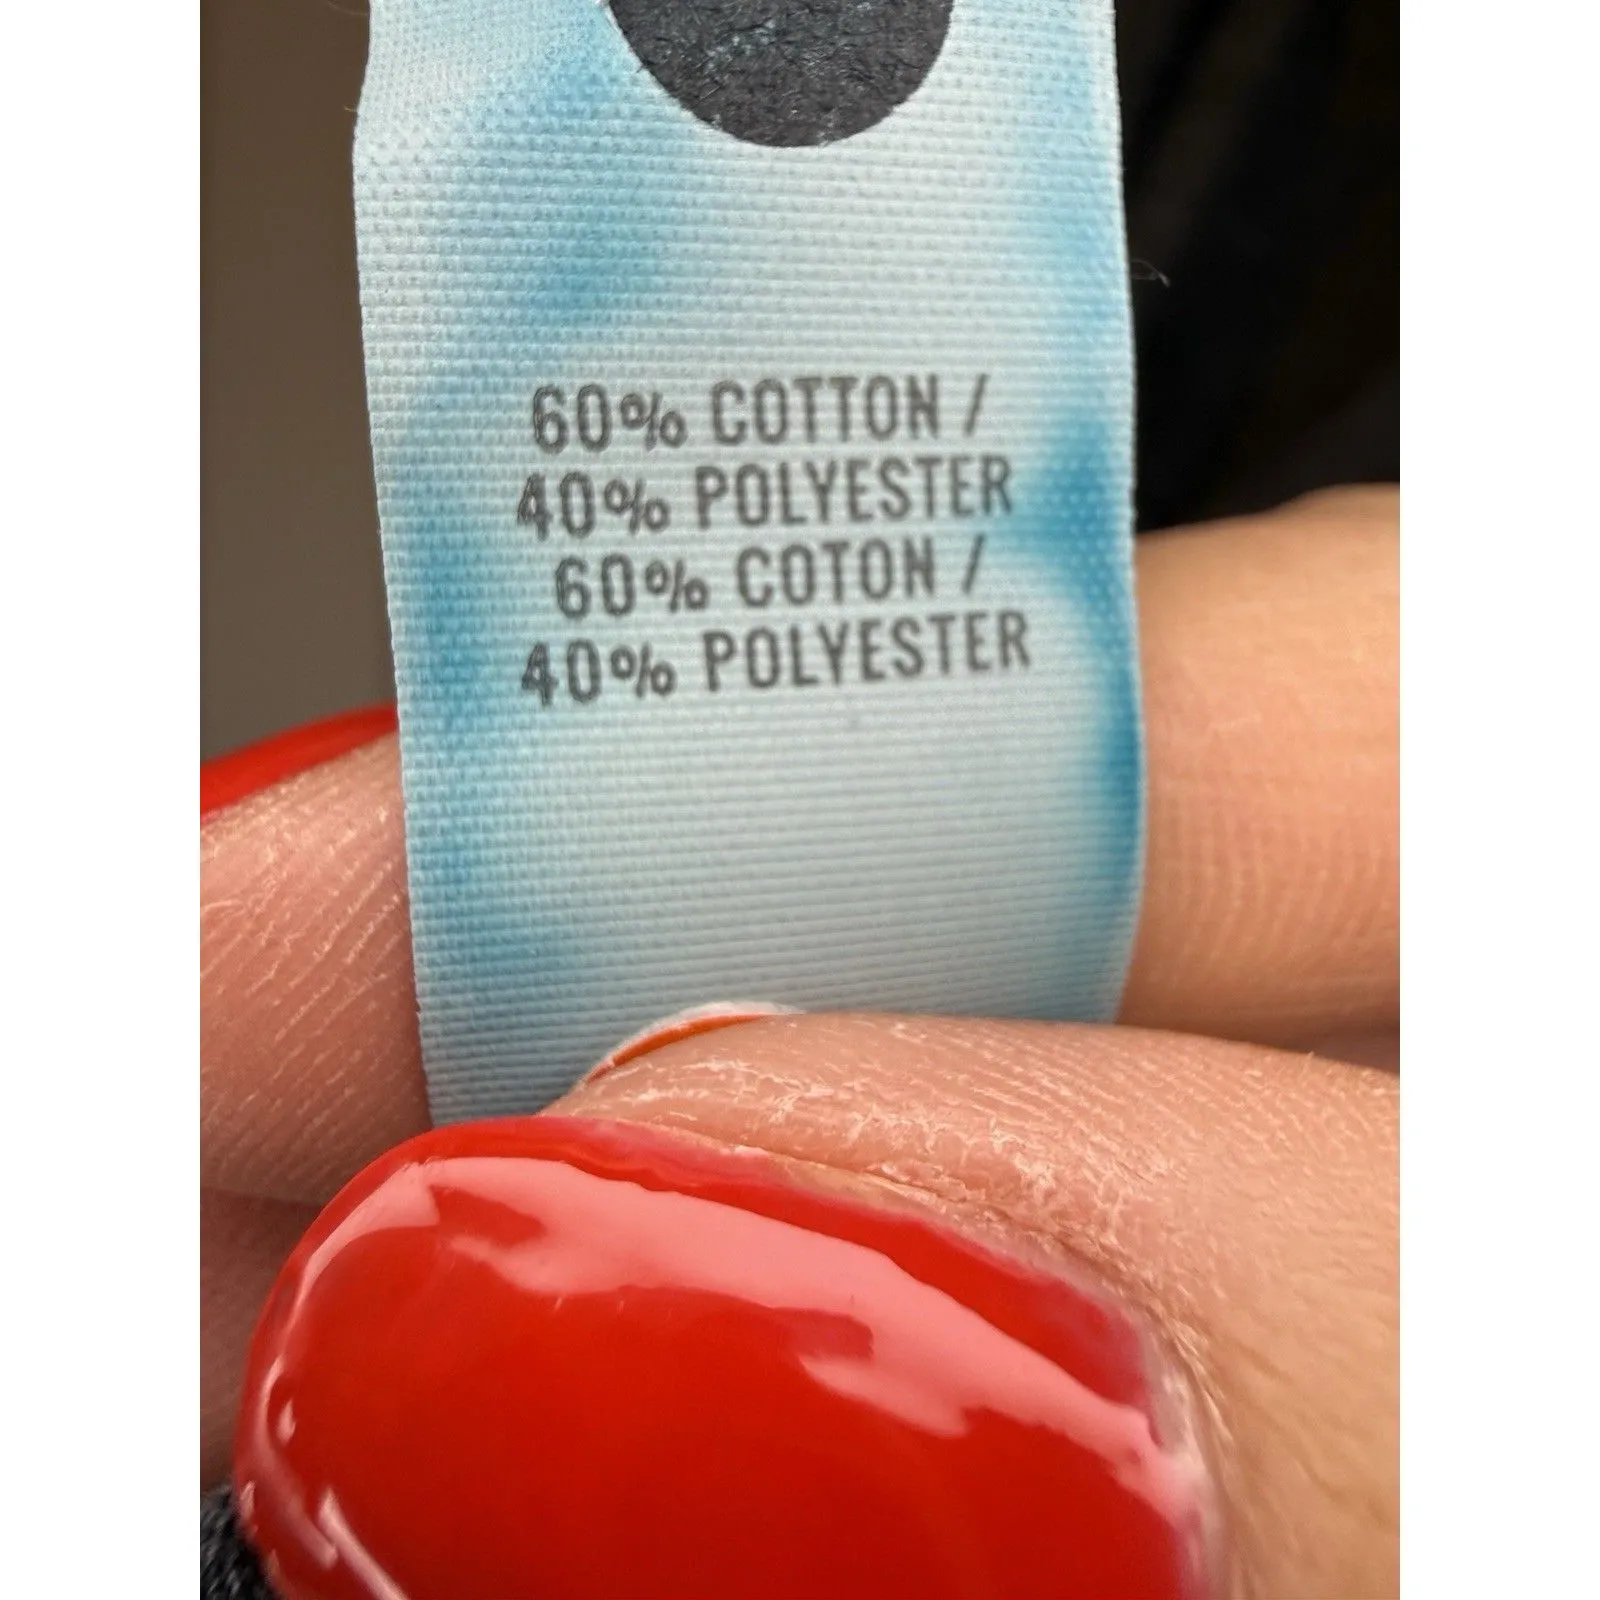 60% COTTON /
40% POLYESTER
60% COTON /
40% POLYESTER